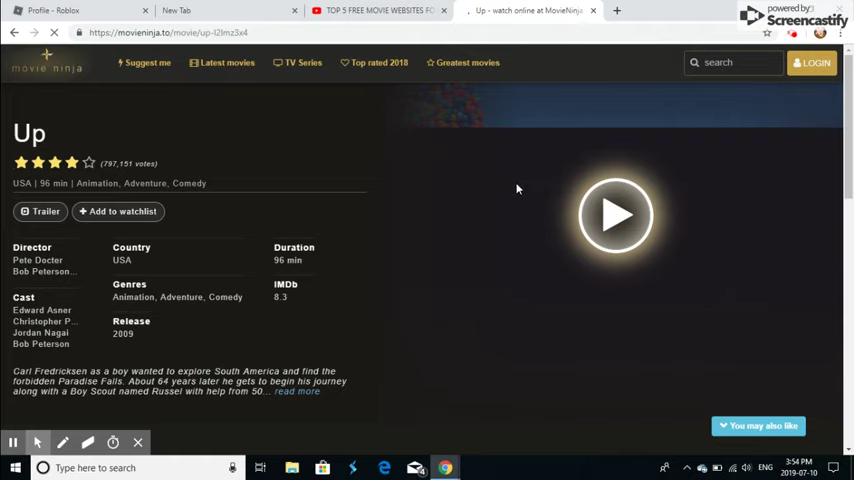 Profile - Roblox
New Tab
TOP 5 FREE MOVIE WEBSITES FO
Up - watch online at MovieNinja
powered by
Screencastify
https://movieninja.to/movie/up-l2lmz3x4
movie ninja
Suggest me
Latest movies
TV Series
Top rated 2018
Greatest movies
search
LOGIN
Up
(797,151 votes)
USA | 96 min | Animation, Adventure, Comedy
Trailer
+ Add to watchlist
Director
Pete Docter
Bob Peterson...
Cast
Edward Asner
Christopher P...
Jordan Nagai
Bob Peterson
Country
USA
Genres
Animation, Adventure, Comedy
Release
2009
Duration
96 min
IMDb
8.3
Carl Fredricksen as a boy wanted to explore South America and find the
forbidden Paradise Falls. About 64 years later he gets to begin his journey
along with a Boy Scout named Russel with help from 50... read more
You may also like
Type here to search
4
ENG
3:54 PM
2019-07-10